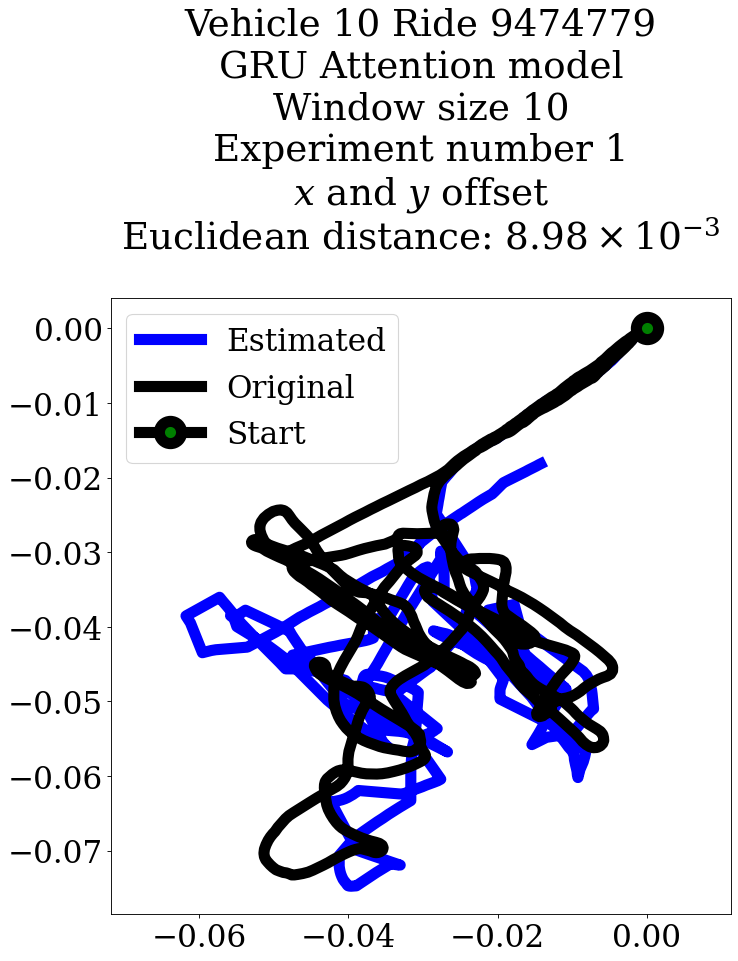 Vehicle 10 Ride 9474779
GRU Attention model
Window size 10
Experiment number 1
x and y offset
Euclidean distance: 8.98 × 10⁻³
Estimated
Original
Start
0.00
−0.01
−0.02
−0.03
−0.04
−0.05
−0.06
−0.07
−0.06
−0.04
−0.02
0.00